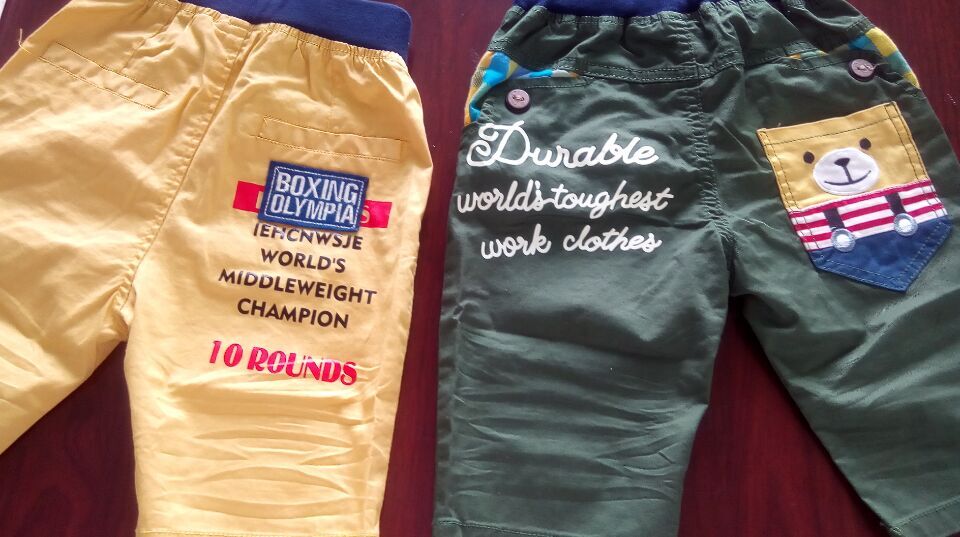 BOXING
OLYMPIA
IEHCNWSJE
WORLD'S
MIDDLEWEIGHT
CHAMPION
10 ROUNDS
Durable
world's toughest
work clothes